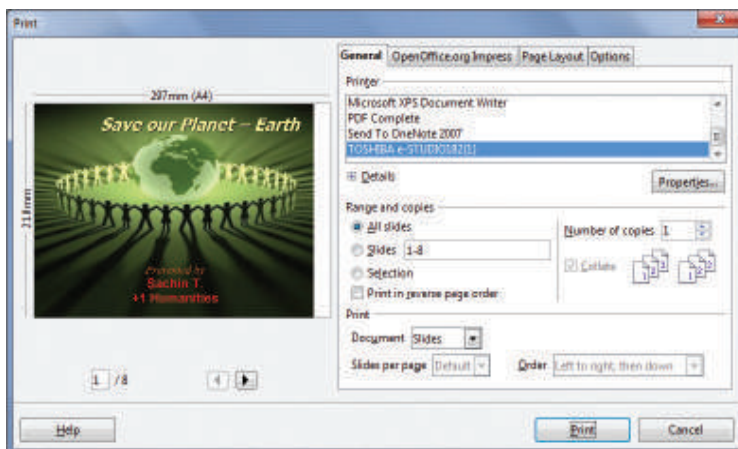 Print
297mm (A4)
218mm
Save our Planet – Earth
Presented by
Sachin T.
+1 Humanities
1 / 8
General OpenOffice.org Impress Page Layout Options
Printer
Microsoft XPS Document Writer
PDF Complete
Send To OneNote 2007
TOSHIBA e-STUDIO182(1)
Details
Properties...
Range and copies
All slides
Slides 1-8
Selection
Print in reverse page order
Number of copies 1
Collate
Print
Document Slides
Slides per page Default Order Left to right, then down
Help Print Cancel